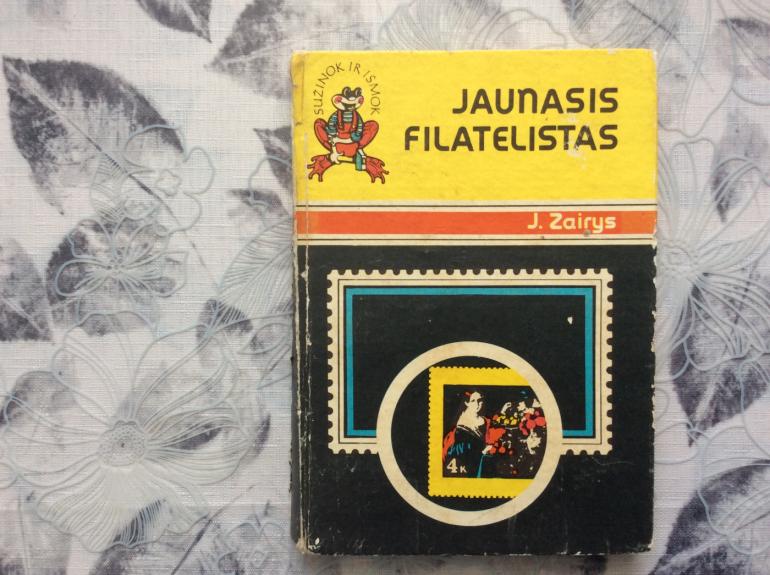 SUŽINOK IR IŠMOK
JAUNASIS
FILATELISTAS
J. Zairys
4 K